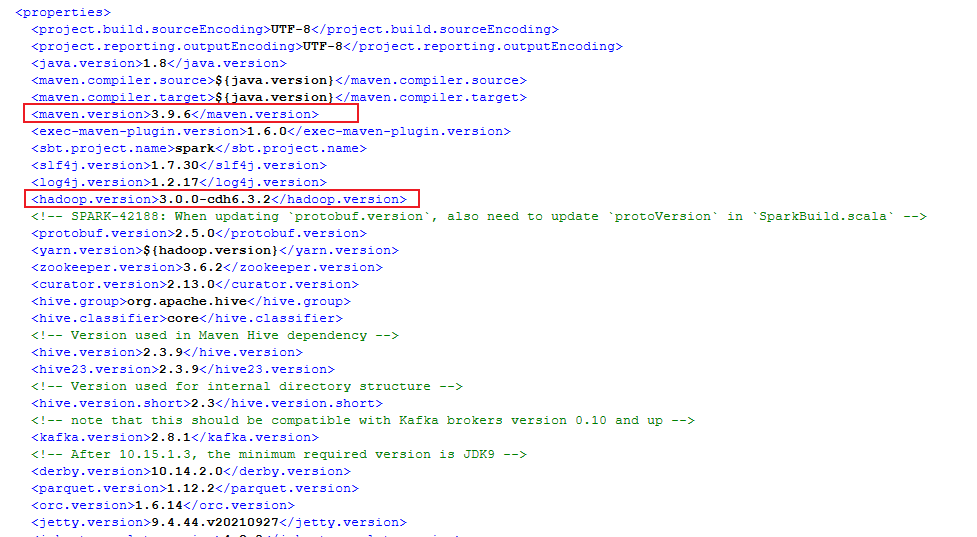 <properties>
<project.build.sourceEncoding>UTF-8</project.build.sourceEncoding>
<project.reporting.outputEncoding>UTF-8</project.reporting.outputEncoding>
<java.version>1.8</java.version>
<maven.compiler.source>${java.version}</maven.compiler.source>
<maven.compiler.target>${java.version}</maven.compiler.target>
<maven.version>3.9.6</maven.version>
<exec-maven-plugin.version>1.6.0</exec-maven-plugin.version>
<sbt.project.name>spark</sbt.project.name>
<slf4j.version>1.7.30</slf4j.version>
<log4j.version>1.2.17</log4j.version>
<hadoop.version>3.0.0-cdh6.3.2</hadoop.version>
<!-- SPARK-42188: When updating `protobuf.version`, also need to update `protoVersion` in `SparkBuild.scala` -->
<protobuf.version>2.5.0</protobuf.version>
<yarn.version>${hadoop.version}</yarn.version>
<zookeeper.version>3.6.2</zookeeper.version>
<curator.version>2.13.0</curator.version>
<hive.group>org.apache.hive</hive.group>
<hive.classifier>core</hive.classifier>
<!-- Version used in Maven Hive dependency -->
<hive.version>2.3.9</hive.version>
<hive23.version>2.3.9</hive23.version>
<!-- Version used for internal directory structure -->
<hive.version.short>2.3</hive.version.short>
<!-- note that this should be compatible with Kafka brokers version 0.10 and up -->
<kafka.version>2.8.1</kafka.version>
<!-- After 10.15.1.3, the minimum required version is JDK9 -->
<derby.version>10.14.2.0</derby.version>
<parquet.version>1.12.2</parquet.version>
<orc.version>1.6.14</orc.version>
<jetty.version>9.4.44.v20210927</jetty.version>